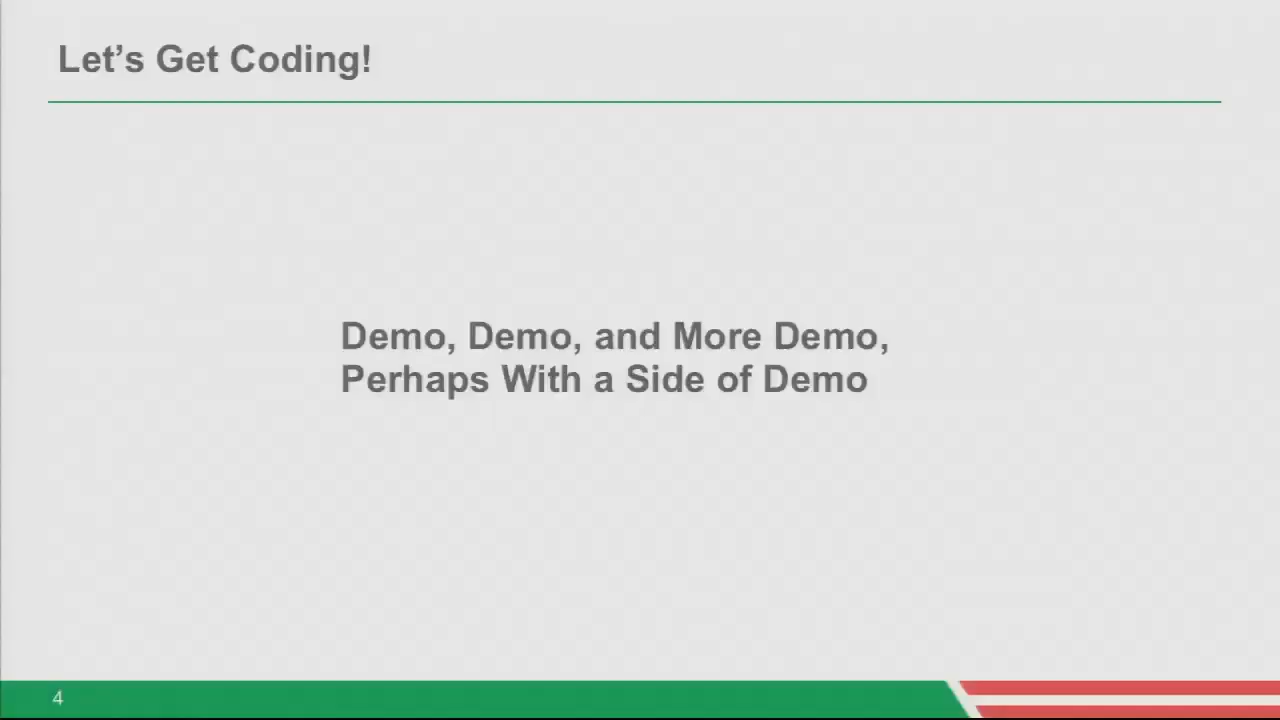 Let’s Get Coding!
Demo, Demo, and More Demo,
Perhaps With a Side of Demo
4